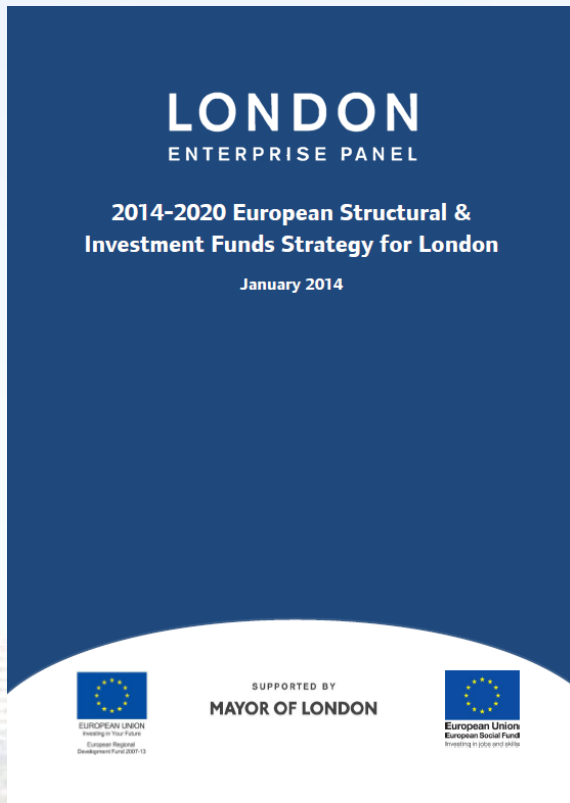 LONDON
ENTERPRISE PANEL
2014-2020 European Structural &
Investment Funds Strategy for London
January 2014
EUROPEAN UNION
Investing in Your Future
European Regional
Development Fund 2007-13
SUPPORTED BY
MAYOR OF LONDON
European Union
European Social Fund
Investing in jobs and skills